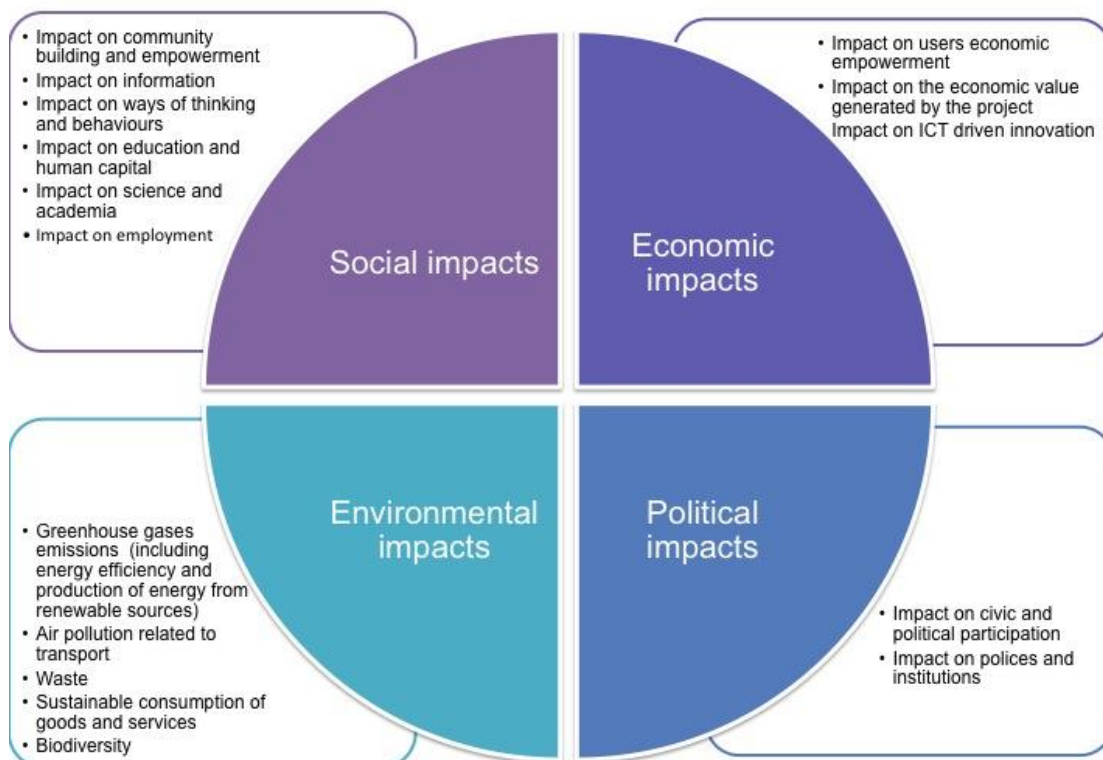 • Impact on community
building and empowerment
• Impact on information
• Impact on ways of thinking
and behaviours
• Impact on education and
human capital
• Impact on science and
academia
• Impact on employment
• Impact on users economic
empowerment
• Impact on the economic value
generated by the project
Impact on ICT driven innovation
Social impacts
Economic
impacts
Environmental
impacts
Political
impacts
• Greenhouse gases
emissions (including
energy efficiency and
production of energy from
renewable sources)
• Air pollution related to
transport
• Waste
• Sustainable consumption of
goods and services
• Biodiversity
• Impact on civic and
political participation
• Impact on polices and
institutions